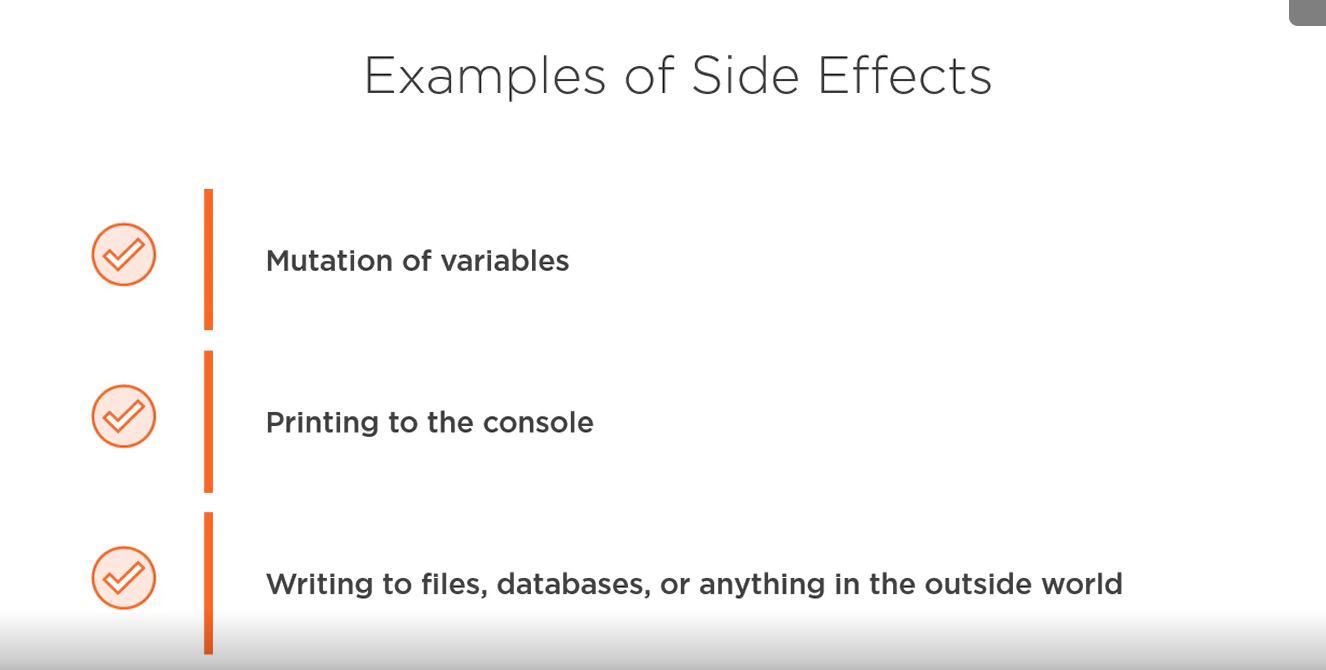 Examples of Side Effects
Mutation of variables
Printing to the console
Writing to files, databases, or anything in the outside world